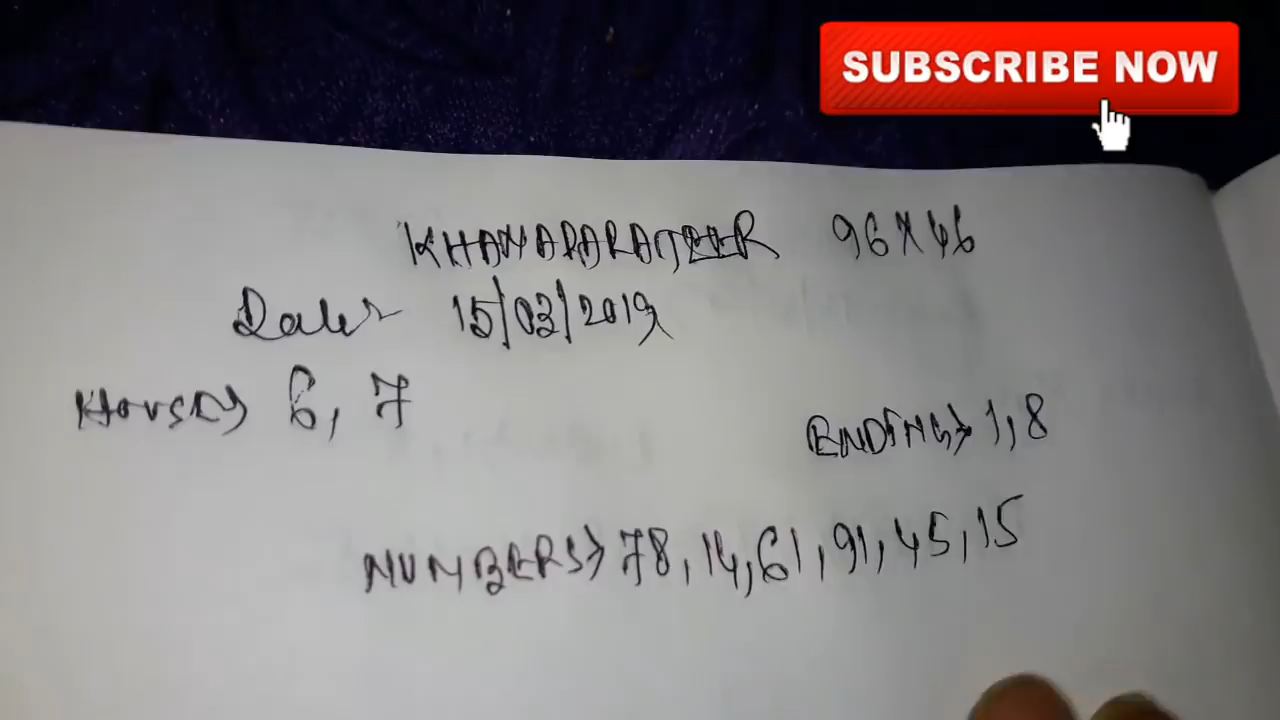 SUBSCRIBE NOW
KHANAPARATEER 96X46
Date:- 15/03/2019
House→ 6, 7
ENDING→ 1,8
NUMBERS→ 78, 14, 61, 91, 45, 15